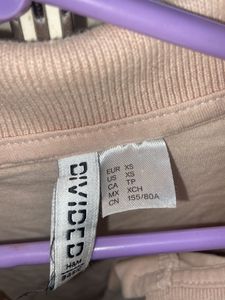 DIVIDED
H&M
EUR XS
US XS
CA TP
MX XCH
CN 155/80A